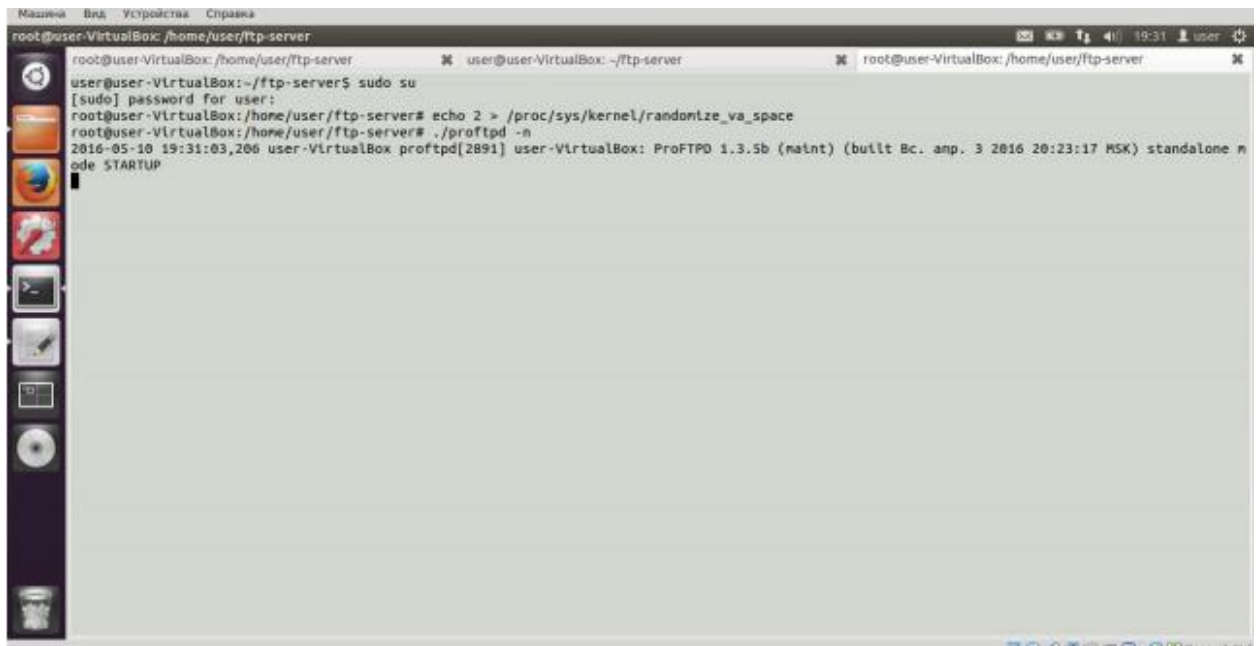 Машина Вид Устройства Справка
root@user-VirtualBox: /home/user/ftp-server 19:31 user
root@user-VirtualBox: /home/user/ftp-server user@user-VirtualBox: ~/ftp-server root@user-VirtualBox: /home/user/ftp-server
user@user-VirtualBox:~/ftp-server$ sudo su
[sudo] password for user:
root@user-VirtualBox:/home/user/ftp-server# echo 2 > /proc/sys/kernel/randomize_va_space
root@user-VirtualBox:/home/user/ftp-server# ./proftpd -n
2016-05-10 19:31:03,206 user-VirtualBox proftpd[2891] user-VirtualBox: ProFTPD 1.3.5b (maint) (built Вс. апр. 3 2016 20:23:17 MSK) standalone m
ode STARTUP